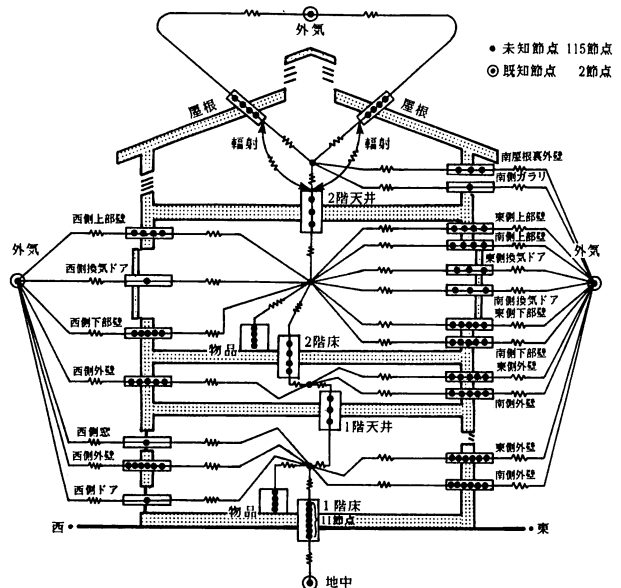 外気
● 未知節点 115節点
◎ 既知節点 2節点
屋根
屋根
輻射
輻射
南屋根裏外壁
南側ガラリ
2階天井
西側上部壁
東側上部壁
南側上部壁
外気
外気
西側換気ドア
東側換気ドア
南側換気ドア
西側下部壁
東側下部壁
物品
2階床
南側下部壁
西側外壁
東側外壁
南側外壁
1階天井
西側窓
西側外壁
東側外壁
西側ドア
南側外壁
物品
1階床
11節点
西
東
地中